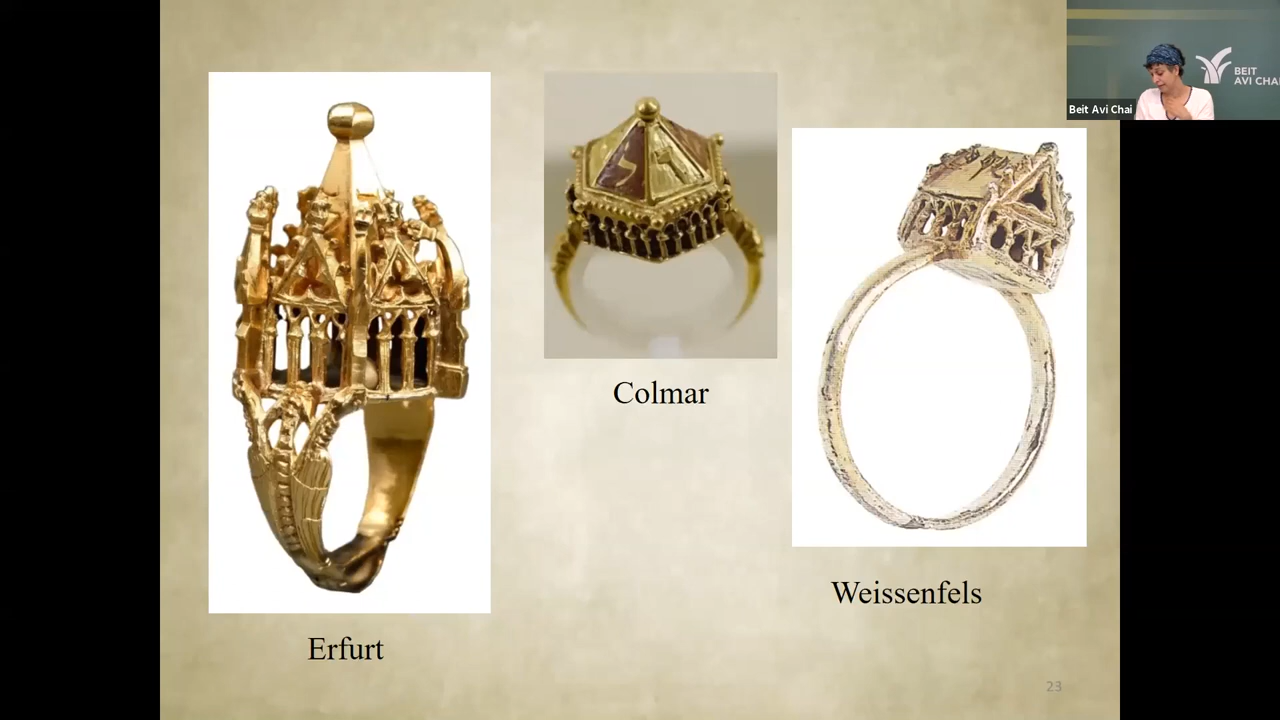 Erfurt
Colmar
Weissenfels
23
Beit Avi Chai
BEIT
AVI CHAI